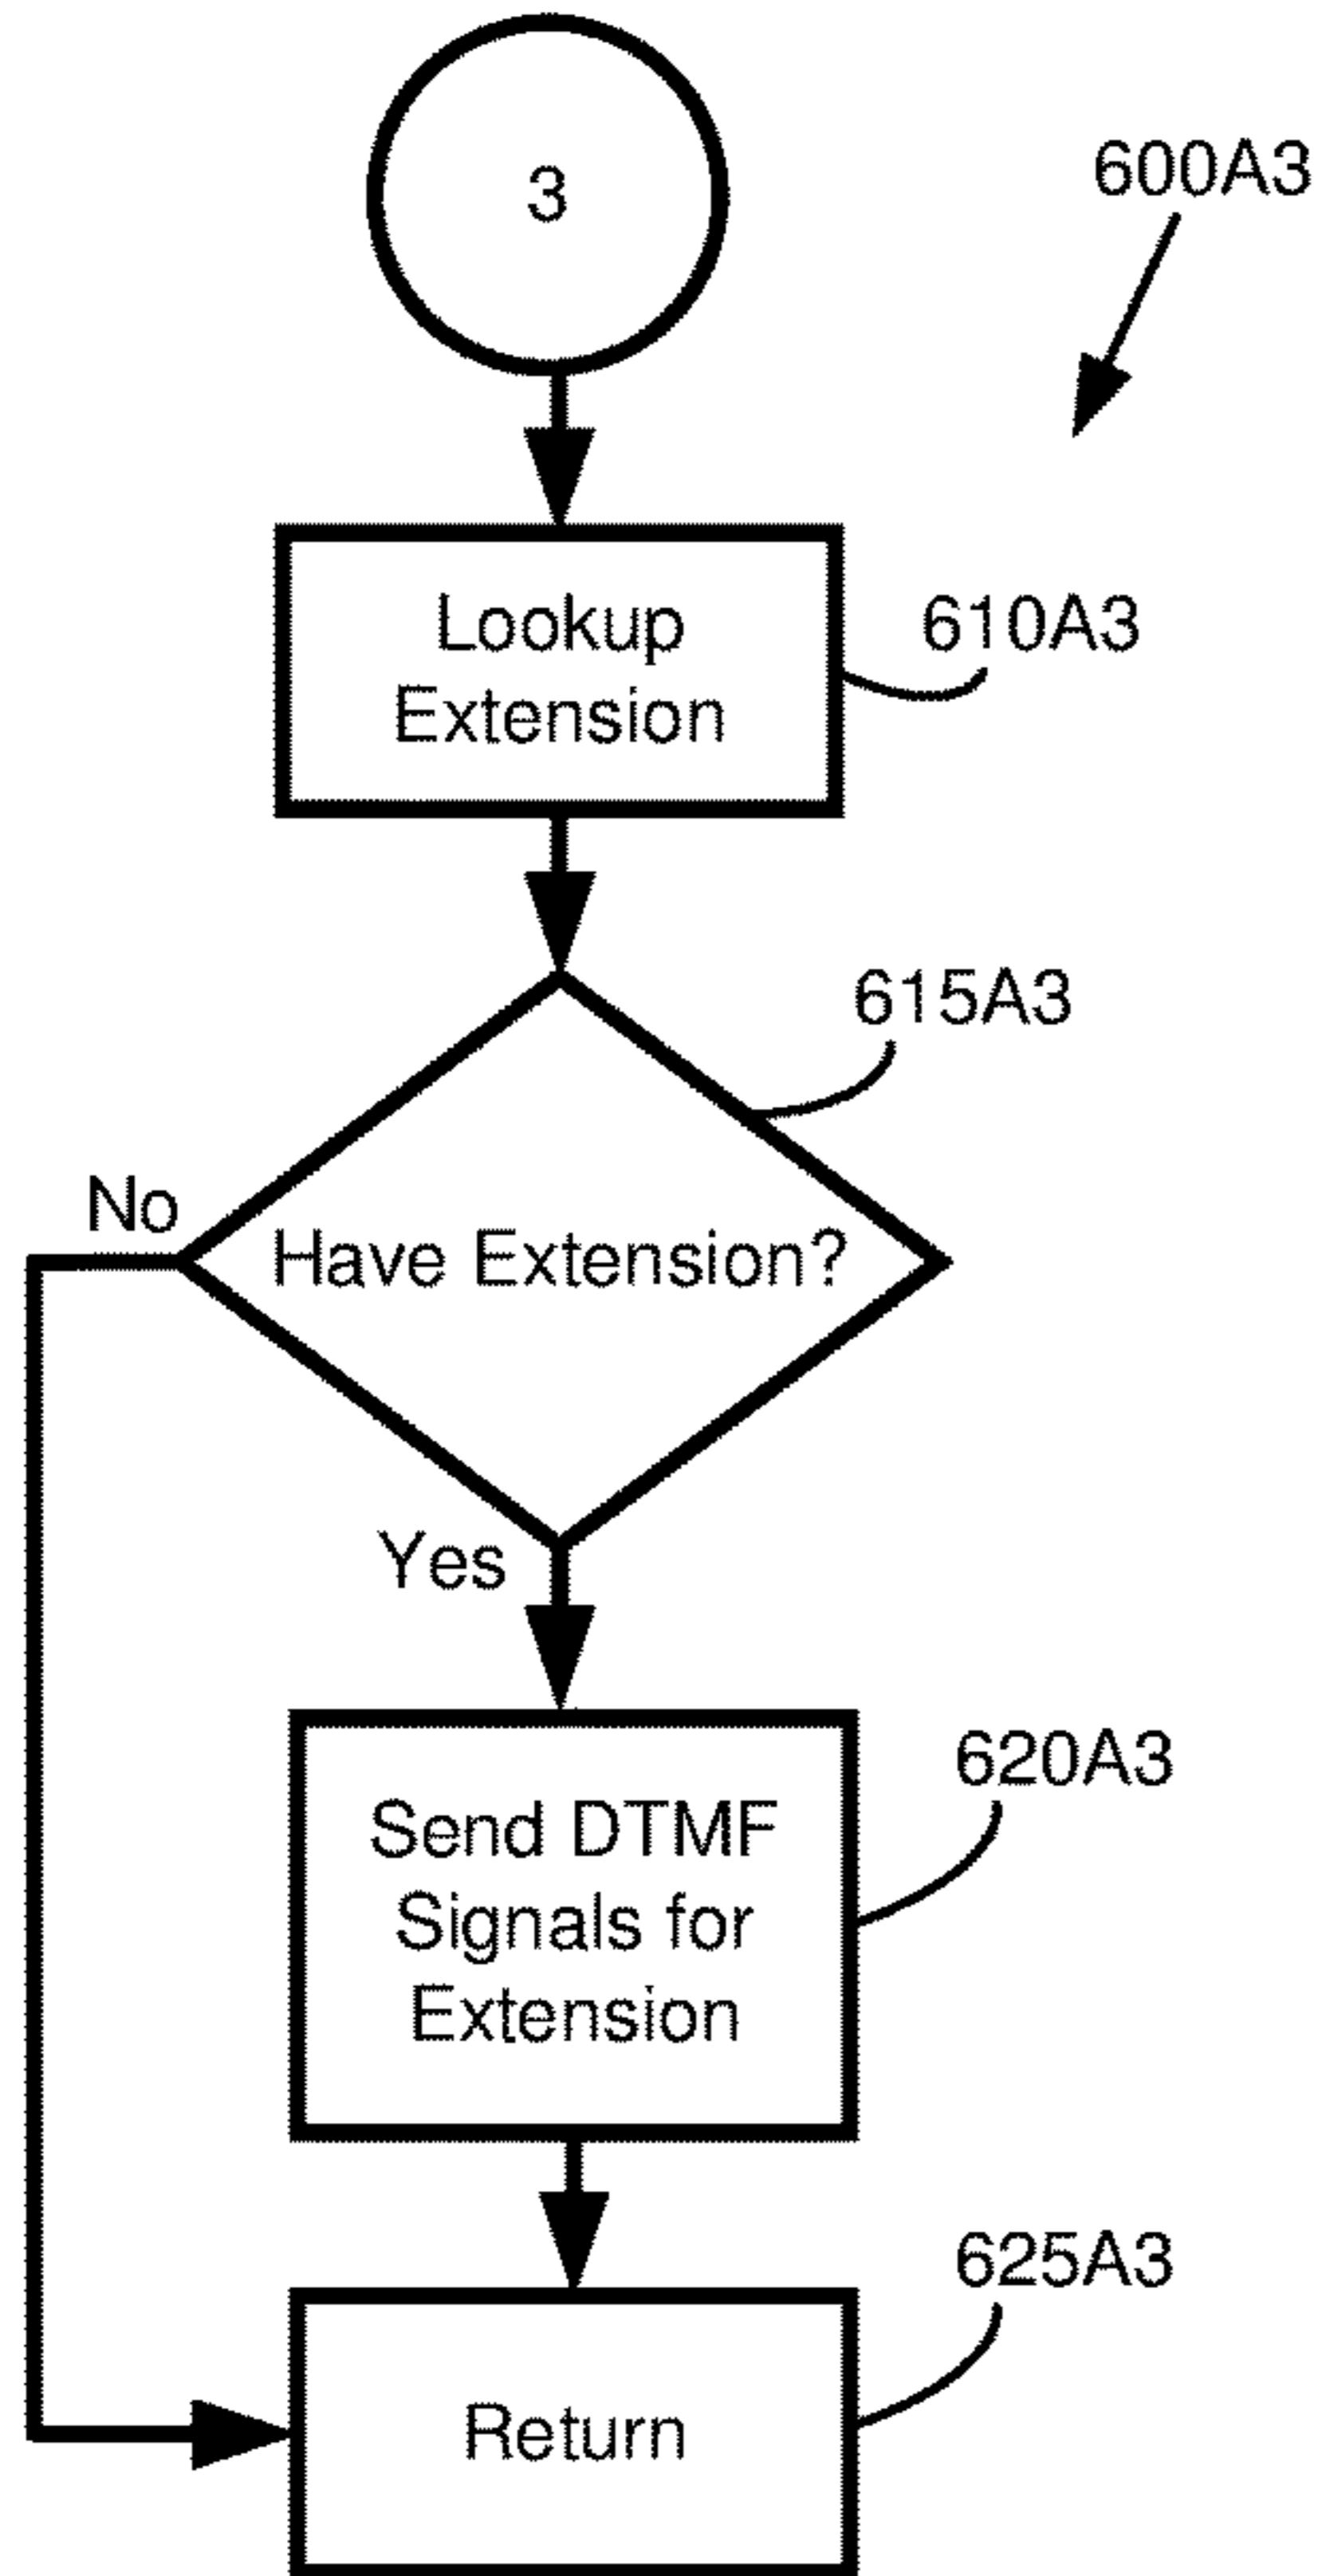 3
600A3
Lookup
Extension
610A3
615A3
No
Have Extension?
Yes
620A3
Send DTMF
Signals for
Extension
625A3
Return